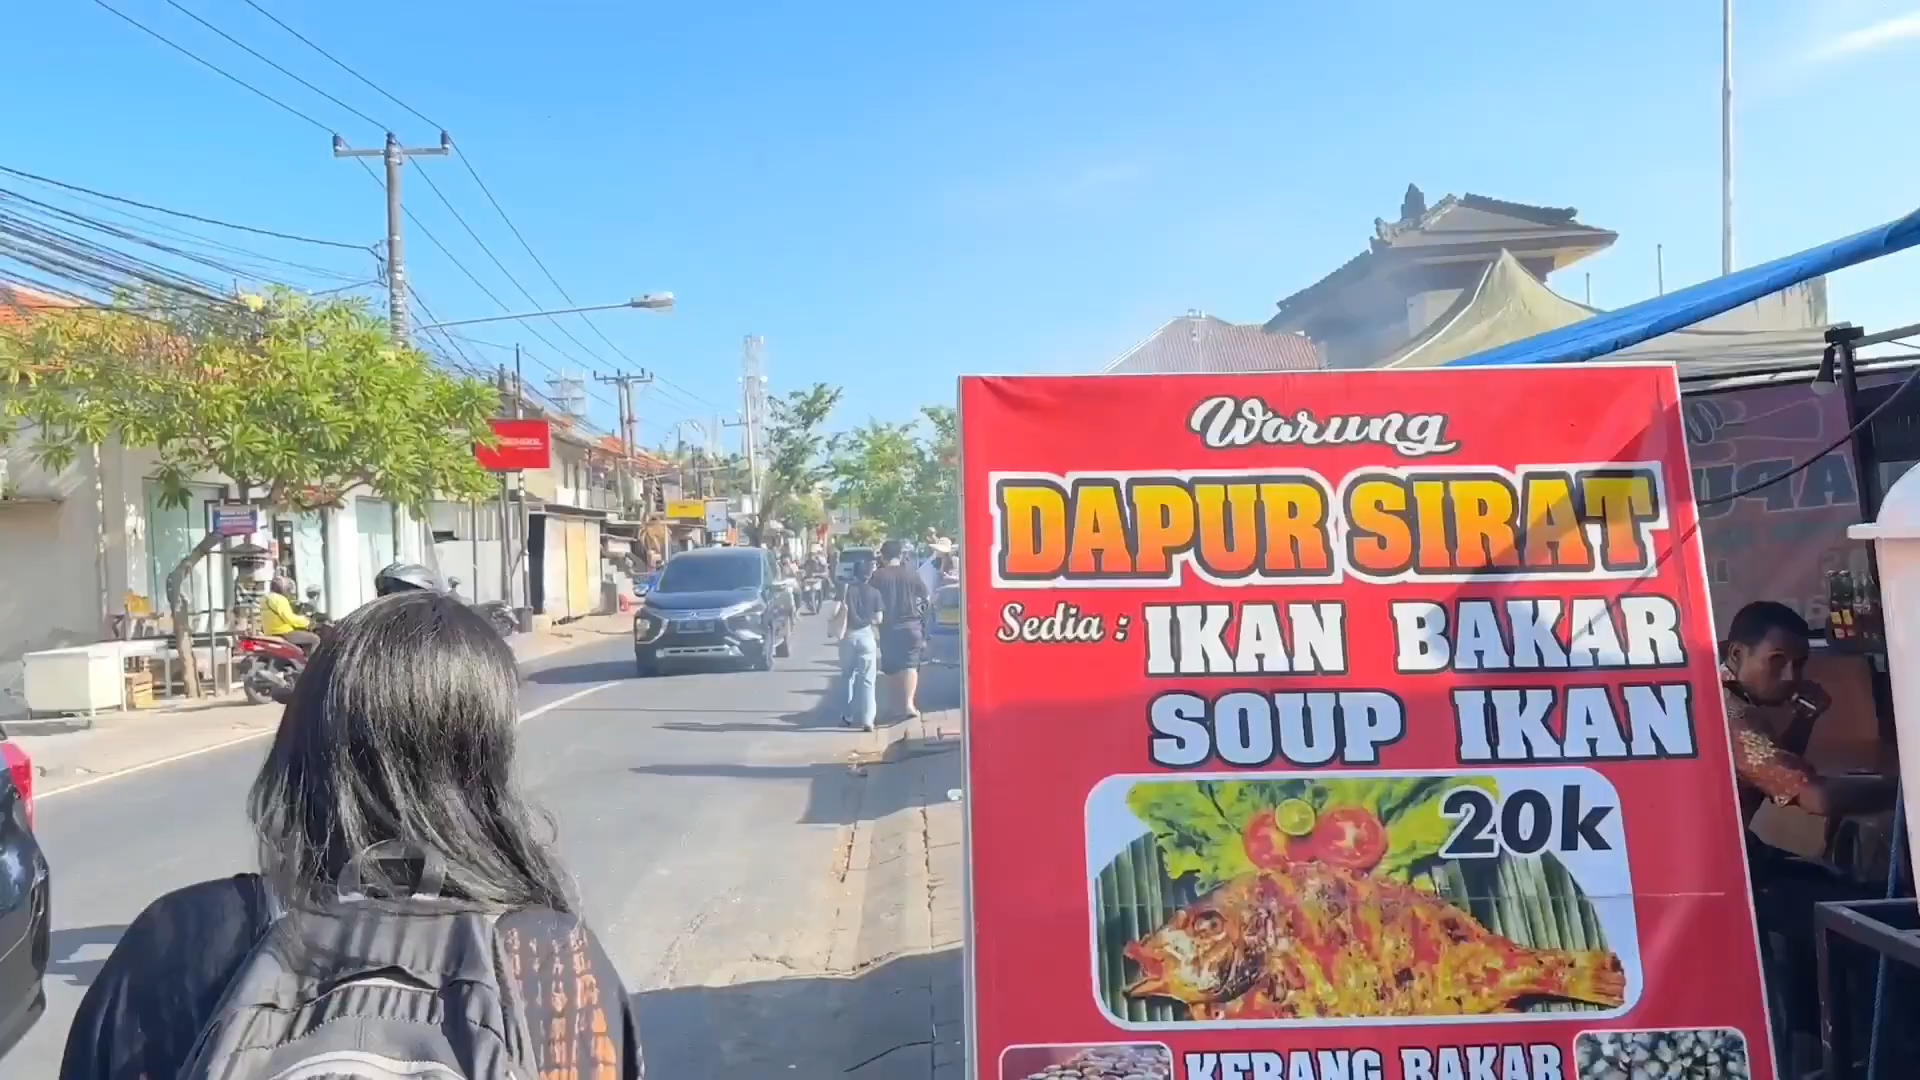 Warung
DAPUR SIRAT
Sedia : IKAN BAKAR
SOUP IKAN
20k
KERANG BAKAR